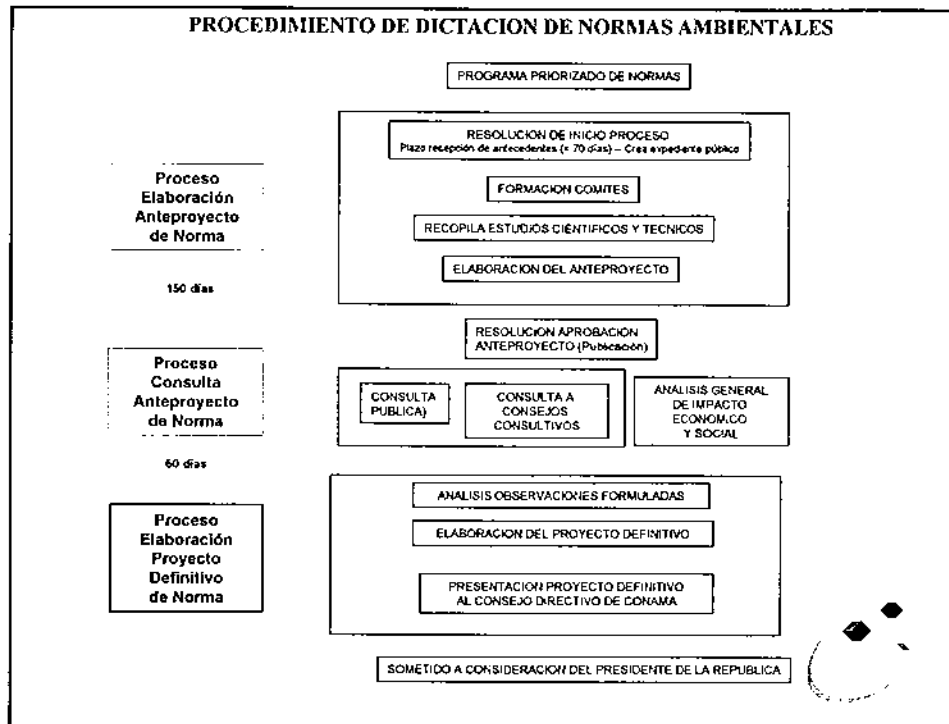 PROCEDIMIENTO DE DICTACION DE NORMAS AMBIENTALES
PROGRAMA PRIORIZADO DE NORMAS
RESOLUCION DE INICIO PROCESO
Plazo recepción de antecedentes (< 70 días) – Crea expediente público
Proceso
Elaboración
Anteproyecto
de Norma
150 días
FORMACION COMITES
RECOPILA ESTUDIOS CIENTIFICOS Y TECNICOS
ELABORACION DEL ANTEPROYECTO
RESOLUCION APROBACION
ANTEPROYECTO (Publicación)
Proceso
Consulta
Anteproyecto
de Norma
60 días
CONSULTA
PUBLICA)
CONSULTA A
CONSEJOS
CONSULTIVOS
ANALISIS GENERAL
DE IMPACTO
ECONOMICO
Y SOCIAL
Proceso
Elaboración
Proyecto
Definitivo
de Norma
ANALISIS OBSERVACIONES FORMULADAS
ELABORACION DEL PROYECTO DEFINITIVO
PRESENTACION PROYECTO DEFINITIVO
AL CONSEJO DIRECTIVO DE CONAMA
SOMETIDO A CONSIDERACION DEL PRESIDENTE DE LA REPUBLICA